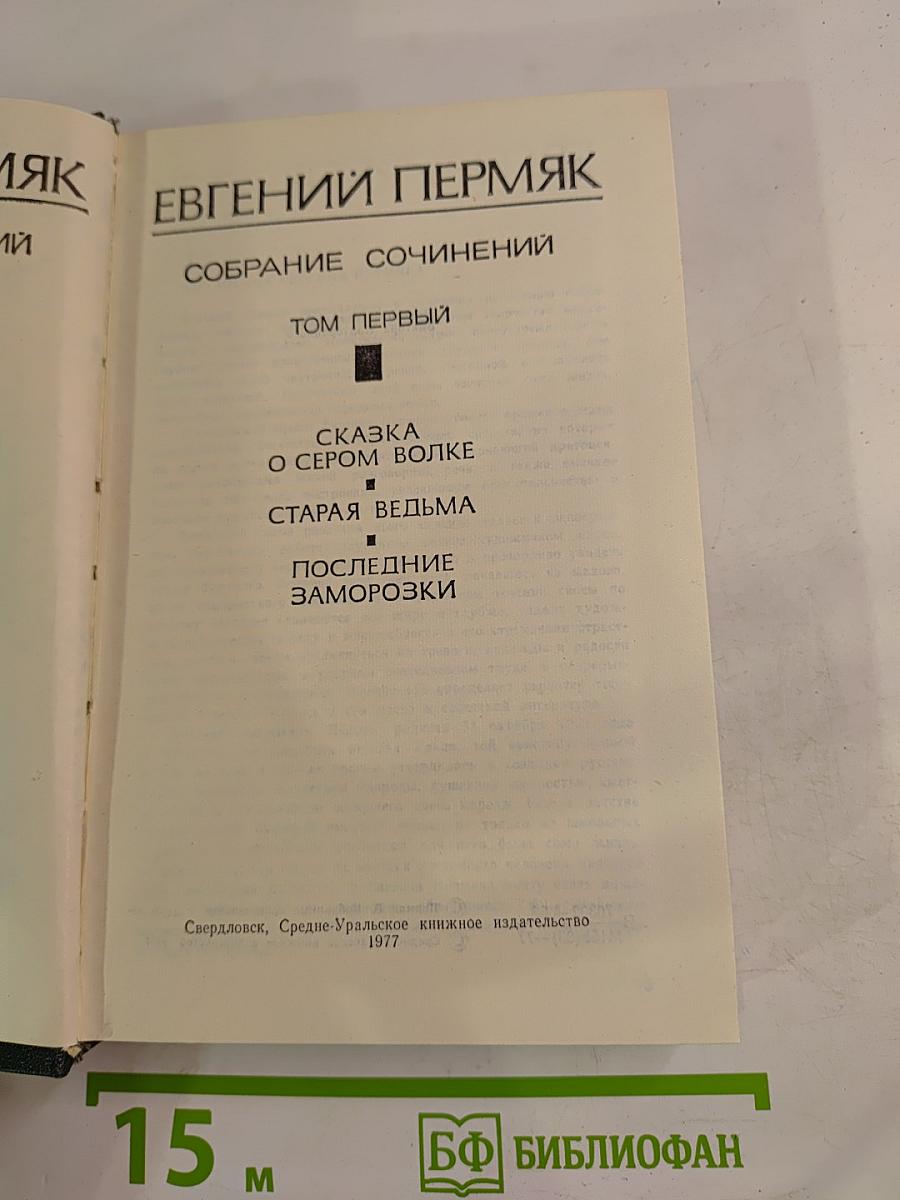 МЯК
ИЙ
ЕВГЕНИЙ ПЕРМЯК
СОБРАНИЕ СОЧИНЕНИЙ
ТОМ ПЕРВЫЙ
СКАЗКА
О СЕРОМ ВОЛКЕ
СТАРАЯ ВЕДЬМА
ПОСЛЕДНИЕ
ЗАМОРОЗКИ
Свердловск, Средне-Уральское книжное издательство
1977
15 м
БФ БИБЛИОФАН